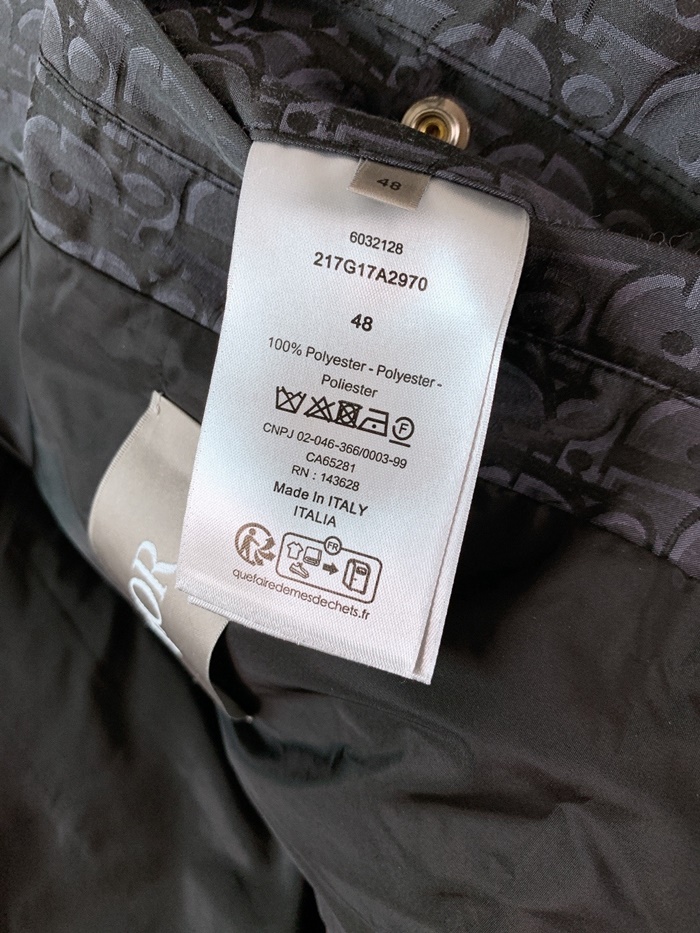 48
6032128
217G17A2970
48
100% Polyester - Polyester -
Poliester
F
CNPJ 02-046-366/0003-99
CA65281
RN : 143628
Made In ITALY
ITALIA
FR
quefairedemesdechets.fr
IOR